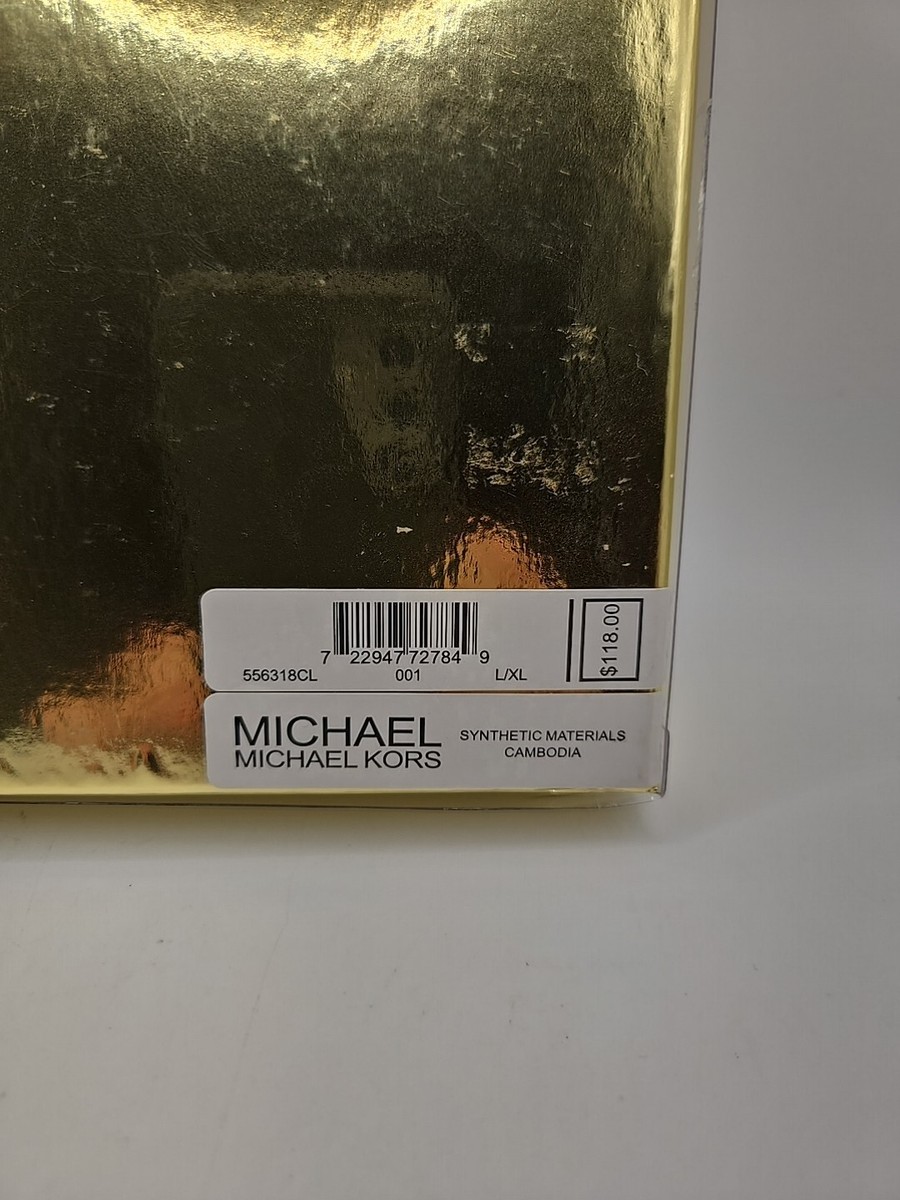 7 22947 72784 9
556318CL 001 L/XL
$118.00
MICHAEL
MICHAEL KORS
SYNTHETIC MATERIALS
CAMBODIA